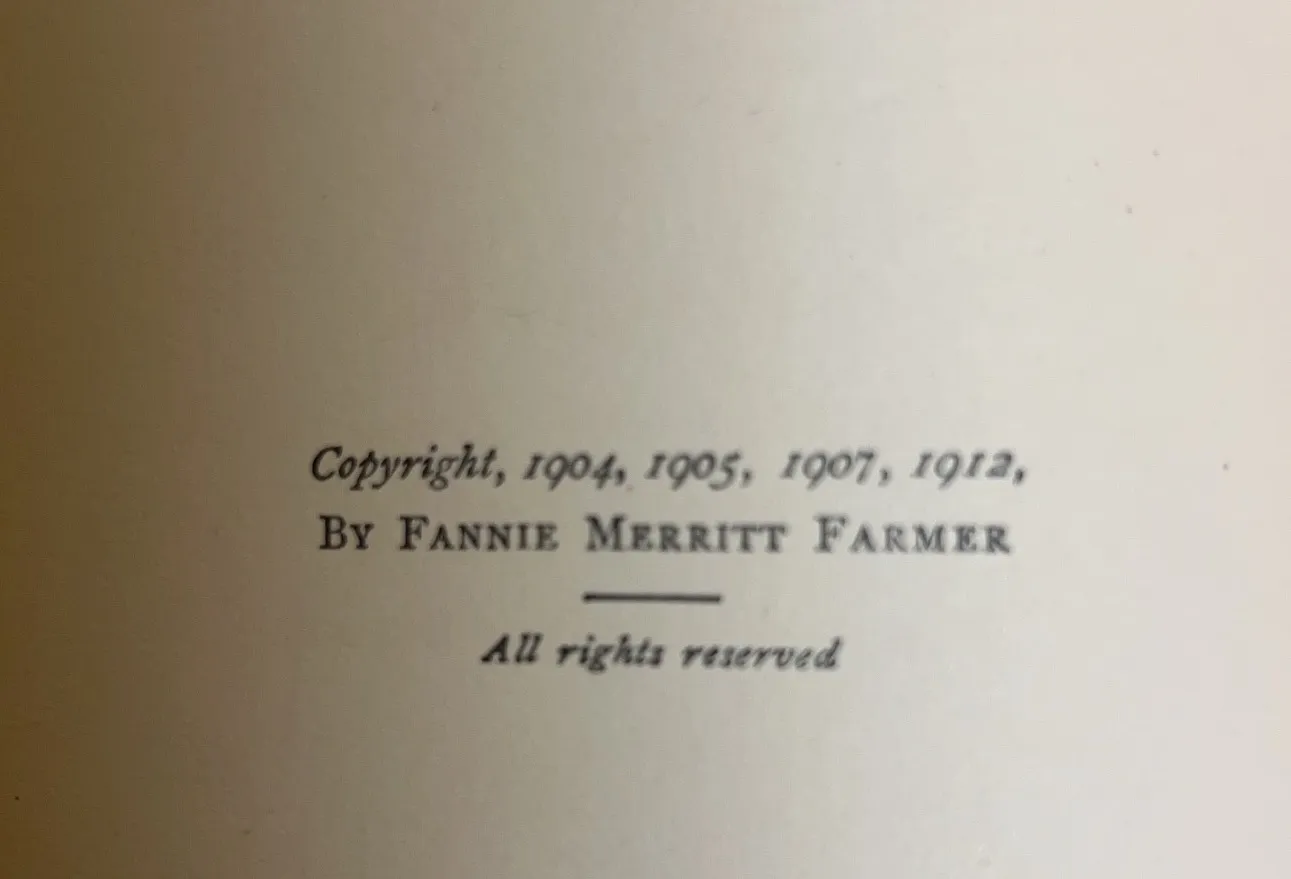 Copyright, 1904, 1905, 1907, 1912,
BY FANNIE MERRITT FARMER
All rights reserved